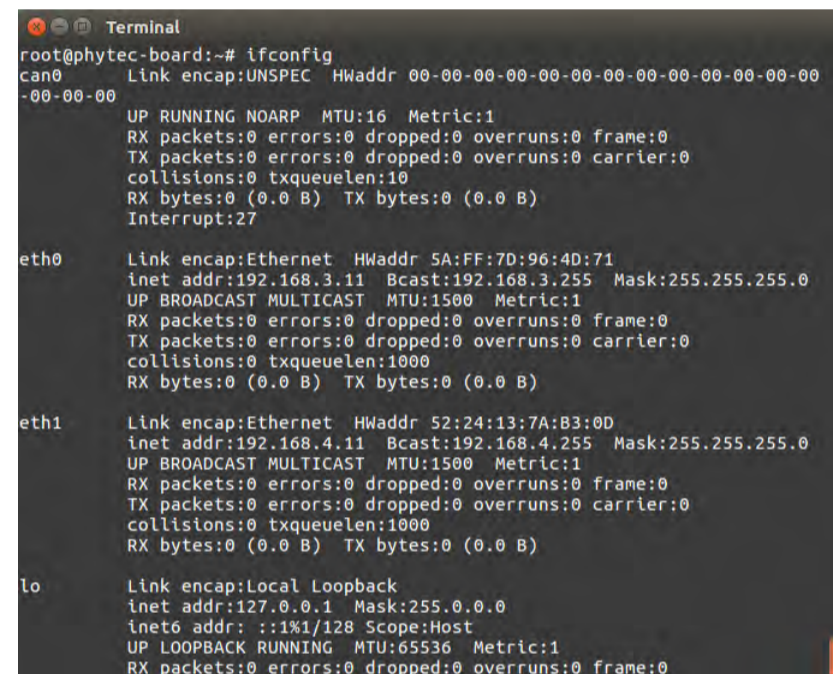 Terminal
root@phytec-board:~# ifconfig
can0      Link encap:UNSPEC  HWaddr 00-00-00-00-00-00-00-00-00-00-00-00-00
-00-00-00
          UP RUNNING NOARP  MTU:16  Metric:1
          RX packets:0 errors:0 dropped:0 overruns:0 frame:0
          TX packets:0 errors:0 dropped:0 overruns:0 carrier:0
          collisions:0 txqueuelen:10
          RX bytes:0 (0.0 B)  TX bytes:0 (0.0 B)
          Interrupt:27
eth0      Link encap:Ethernet  HWaddr 5A:FF:7D:96:4D:71
          inet addr:192.168.3.11  Bcast:192.168.3.255  Mask:255.255.255.0
          UP BROADCAST MULTICAST  MTU:1500  Metric:1
          RX packets:0 errors:0 dropped:0 overruns:0 frame:0
          TX packets:0 errors:0 dropped:0 overruns:0 carrier:0
          collisions:0 txqueuelen:1000
          RX bytes:0 (0.0 B)  TX bytes:0 (0.0 B)
eth1      Link encap:Ethernet  HWaddr 52:24:13:7A:B3:0D
          inet addr:192.168.4.11  Bcast:192.168.4.255  Mask:255.255.255.0
          UP BROADCAST MULTICAST  MTU:1500  Metric:1
          RX packets:0 errors:0 dropped:0 overruns:0 frame:0
          TX packets:0 errors:0 dropped:0 overruns:0 carrier:0
          collisions:0 txqueuelen:1000
          RX bytes:0 (0.0 B)  TX bytes:0 (0.0 B)
lo        Link encap:Local Loopback
          inet addr:127.0.0.1  Mask:255.0.0.0
          inet6 addr: ::1%1/128 Scope:Host
          UP LOOPBACK RUNNING  MTU:65536  Metric:1
          RX packets:0 errors:0 dropped:0 overruns:0 frame:0